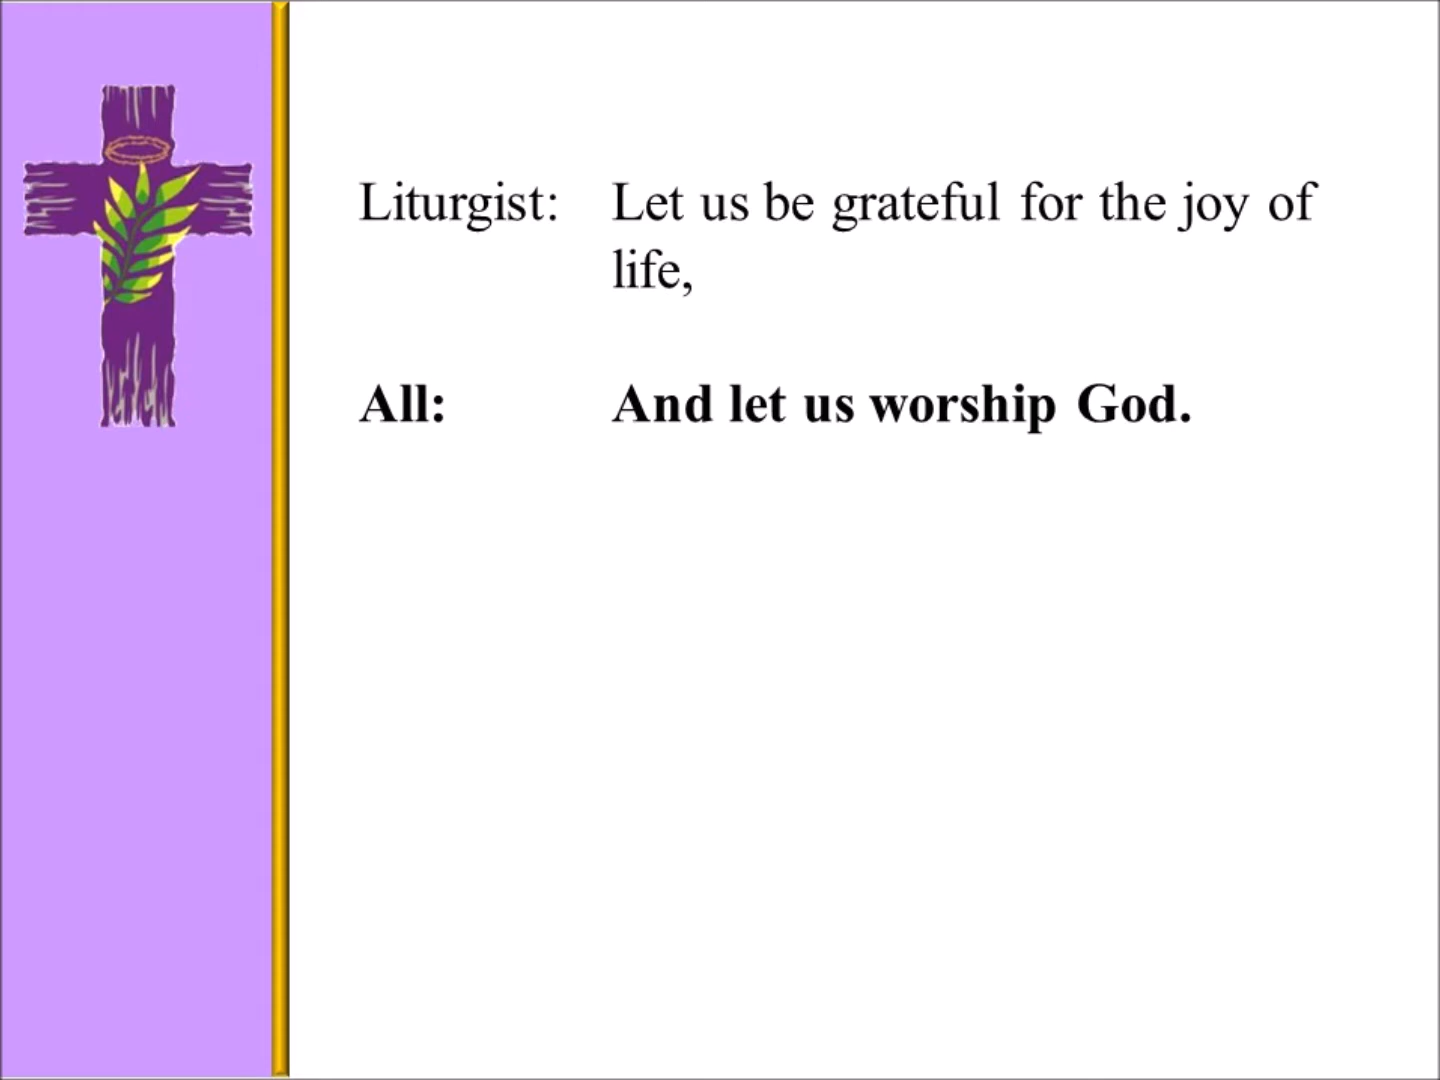 Liturgist: Let us be grateful for the joy of
life,
All: And let us worship God.